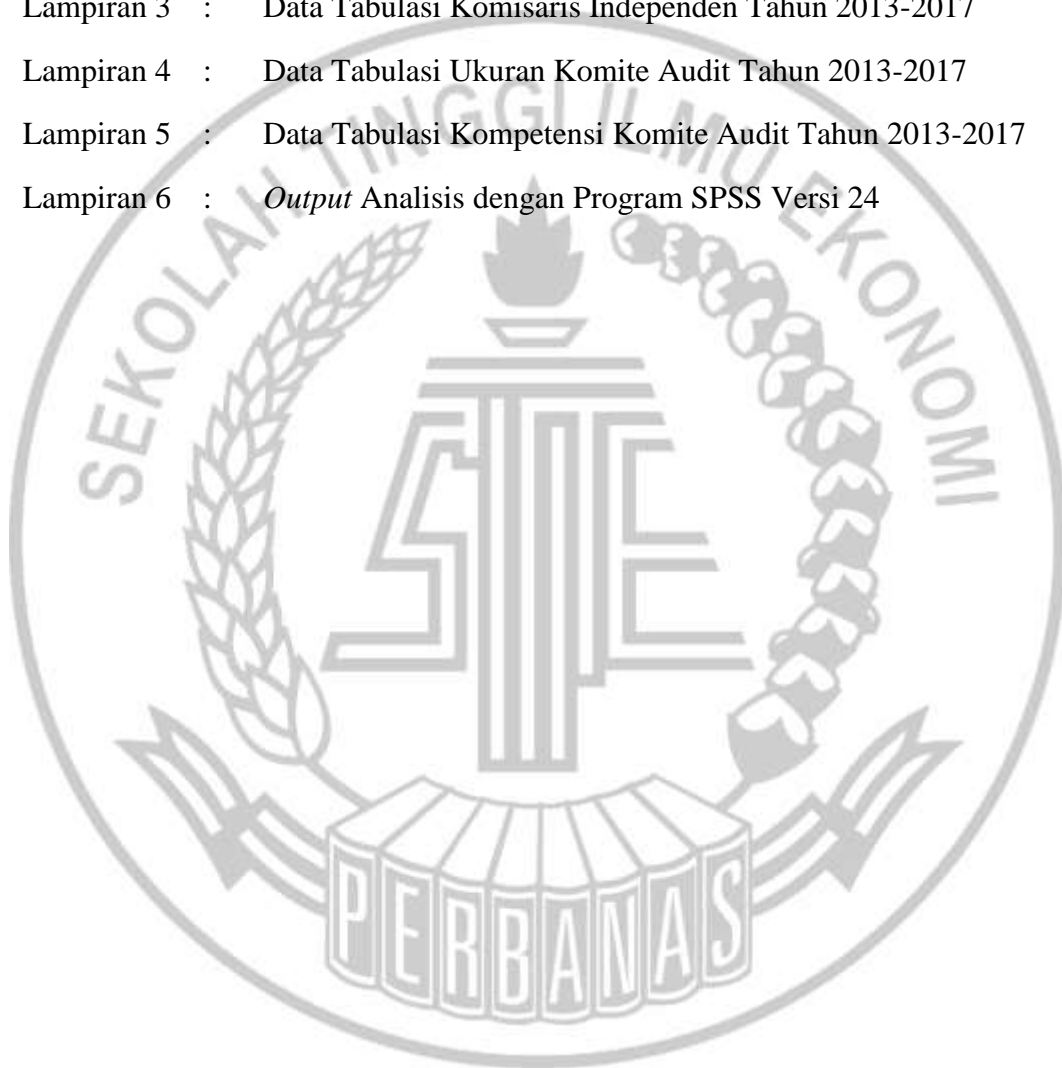 Lampiran 3 : Data Tabulasi Komisaris Independen Tahun 2013-2017
Lampiran 4 : Data Tabulasi Ukuran Komite Audit Tahun 2013-2017
Lampiran 5 : Data Tabulasi Kompetensi Komite Audit Tahun 2013-2017
Lampiran 6 : Output Analisis dengan Program SPSS Versi 24
SEKOLAH TINGGI ILMU EKONOMI
STIE
PERBANAS